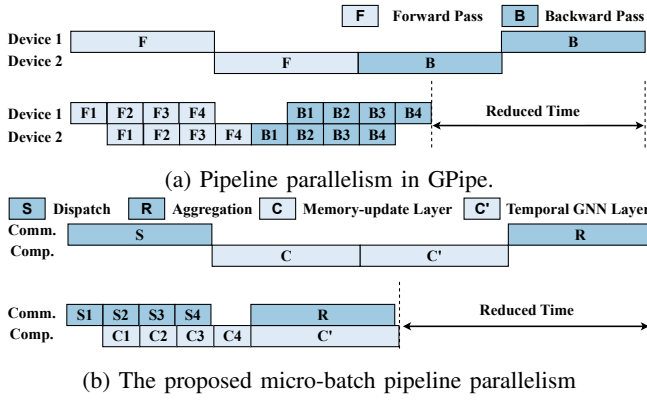 F Forward Pass B Backward Pass
Device 1 F B
Device 2 F B
Device 1 F1 F2 F3 F4 B1 B2 B3 B4 Reduced Time
Device 2 F1 F2 F3 F4 B1 B2 B3 B4
(a) Pipeline parallelism in GPipe.
S Dispatch R Aggregation C Memory-update Layer C' Temporal GNN Layer
Comm. S R
Comp. C C'
Comm. S1 S2 S3 S4 R Reduced Time
Comp. C1 C2 C3 C4 C'
(b) The proposed micro-batch pipeline parallelism